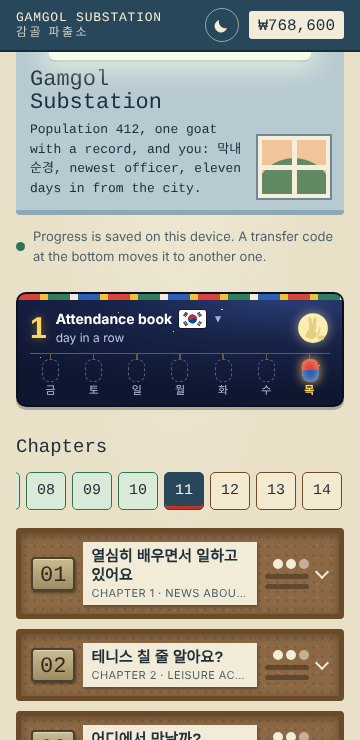 GAMGOL SUBSTATION
감골 파출소
₩768,600
Gamgol
Substation
Population 412, one goat
with a record, and you: 막내
순경, newest officer, eleven
days in from the city.
Progress is saved on this device. A transfer code
at the bottom moves it to another one.
1 Attendance book
day in a row
금 토 일 월 화 수 목
Chapters
08 09 10 11 12 13 14
01
열심히 배우면서 일하고
있어요
CHAPTER 1 · NEWS ABOU...
02
테니스 칠 줄 알아요?
CHAPTER 2 · LEISURE AC...
어디에서 만날까?